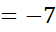 = −7